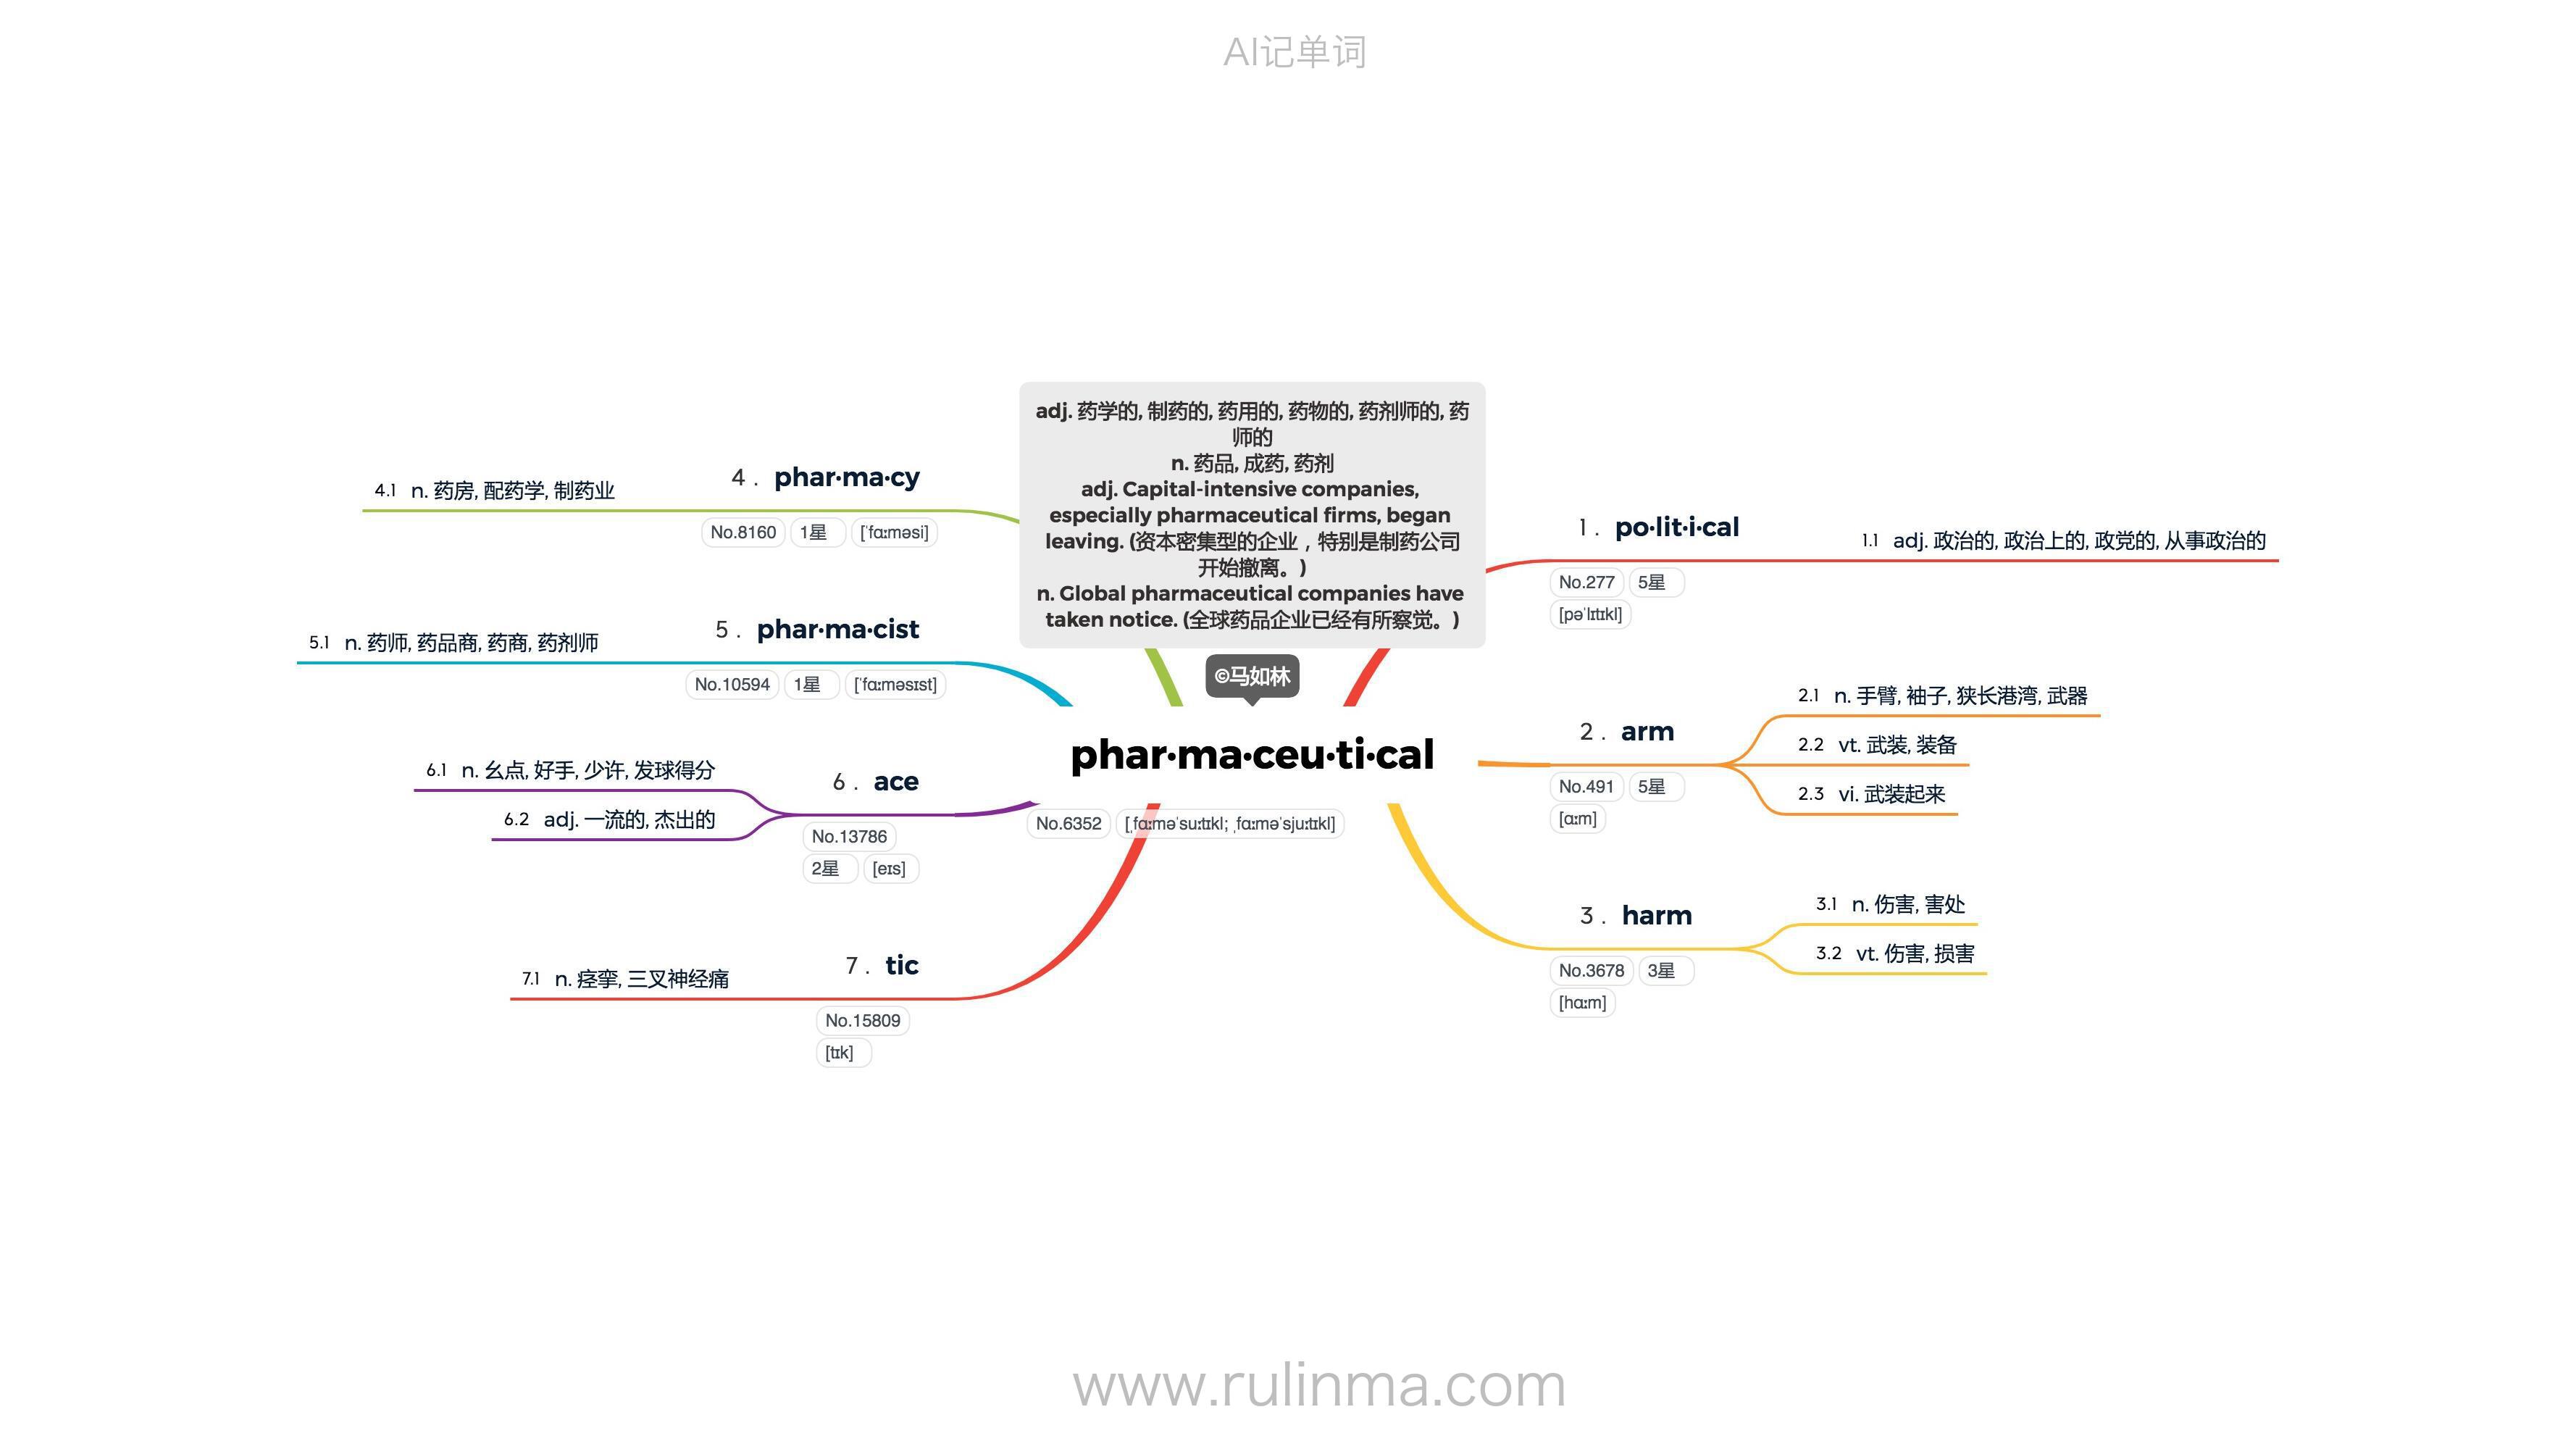 AI记单词
adj. 药学的, 制药的, 药用的, 药物的, 药剂师的, 药
师的
n. 药品, 成药, 药剂
adj. Capital-intensive companies,
especially pharmaceutical firms, began
leaving. (资本密集型的企业，特别是制药公司
开始撤离。)
n. Global pharmaceutical companies have
taken notice. (全球药品企业已经有所察觉。)
©马如林
phar·ma·ceu·ti·cal
No.6352 [ˌfɑːməˈsuːtɪkl; ˌfɑːməˈsjuːtɪkl]
1. po·lit·i·cal
No.277 5星
[pəˈlɪtɪkl]
1.1 adj. 政治的, 政治上的, 政党的, 从事政治的
2. arm
No.491 5星
[ɑːm]
2.1 n. 手臂, 袖子, 狭长港湾, 武器
2.2 vt. 武装, 装备
2.3 vi. 武装起来
3. harm
No.3678 3星
[hɑːm]
3.1 n. 伤害, 害处
3.2 vt. 伤害, 损害
4. phar·ma·cy
No.8160 1星 [ˈfɑːməsi]
4.1 n. 药房, 配药学, 制药业
5. phar·ma·cist
No.10594 1星 [ˈfɑːməsɪst]
5.1 n. 药师, 药品商, 药商, 药剂师
6. ace
No.13786
2星 [eɪs]
6.1 n. 幺点, 好手, 少许, 发球得分
6.2 adj. 一流的, 杰出的
7. tic
No.15809
[tɪk]
7.1 n. 痉挛, 三叉神经痛
www.rulinma.com